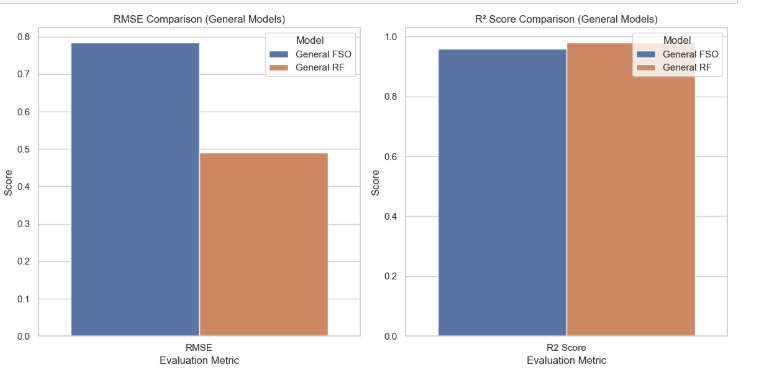 RMSE Comparison (General Models)
0.8
0.7
0.6
0.5
0.4
0.3
0.2
0.1
0.0
Score
Model
General FSO
General RF
RMSE
Evaluation Metric
R² Score Comparison (General Models)
1.0
0.8
0.6
0.4
0.2
0.0
Score
Model
General FSO
General RF
R2 Score
Evaluation Metric